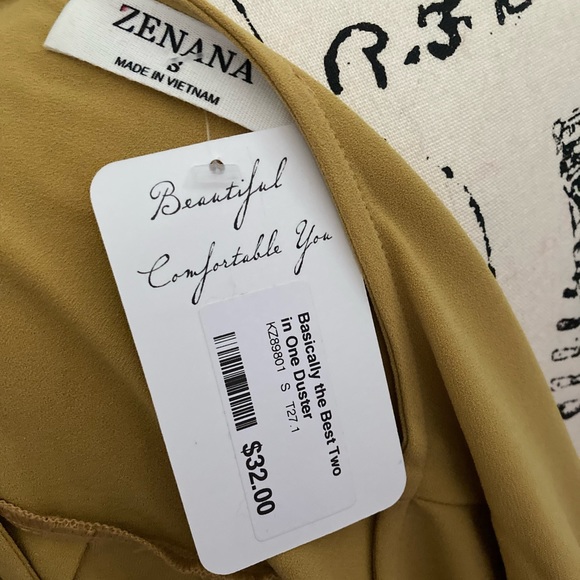 ZENANA
S
MADE IN VIETNAM
Beautiful
Comfortable You
Basically the Best Two
in One Duster
KZ89801 S T27.1
$32.00